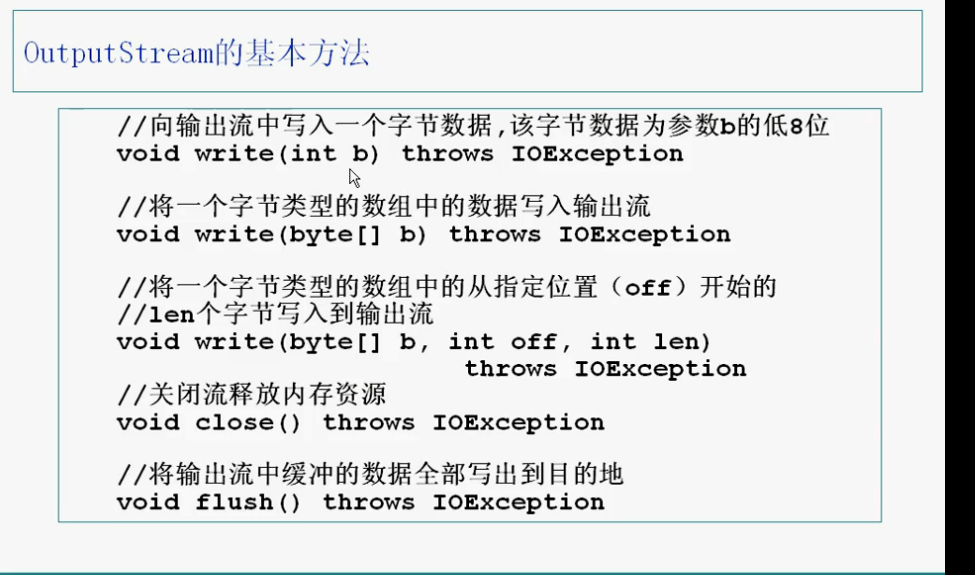 OutputStream的基本方法
//向输出流中写入一个字节数据,该字节数据为参数b的低8位
void write(int b) throws IOException
//将一个字节类型的数组中的数据写入输出流
void write(byte[] b) throws IOException
//将一个字节类型的数组中的从指定位置（off）开始的
//len个字节写入到输出流
void write(byte[] b, int off, int len)
throws IOException
//关闭流释放内存资源
void close() throws IOException
//将输出流中缓冲的数据全部写出到目的地
void flush() throws IOException